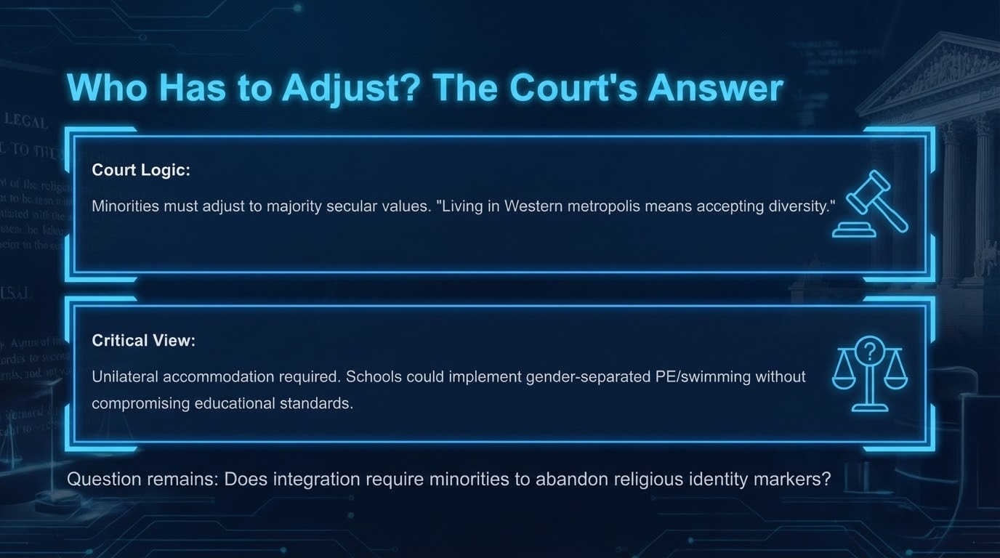 Who Has to Adjust? The Court's Answer
LEGAL
Court Logic:
Minorities must adjust to majority secular values. "Living in Western metropolis means accepting diversity."
Critical View:
?
Unilateral accommodation required. Schools could implement gender-separated PE/swimming without
compromising educational standards.
Question remains: Does integration require minorities to abandon religious identity markers?